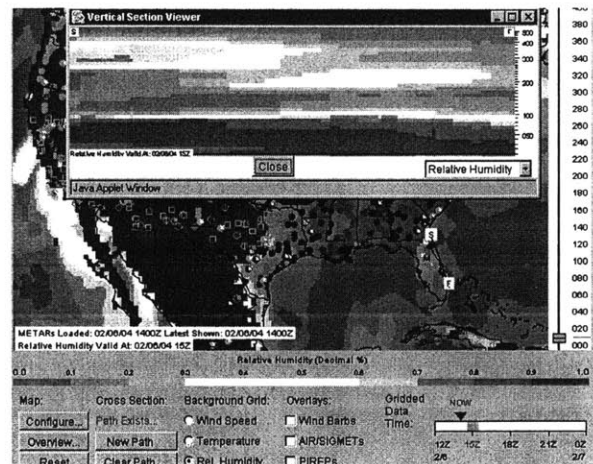 Vertical Section Viewer
S
F
600
400
300
200
100
050
Relative Humidity Valid At: 02/06/04 15Z
Close
Relative Humidity
Java Applet Window
380
360
340
320
300
280
260
240
220
200
180
160
140
120
100
080
060
040
020
000
S
F
METARs Loaded: 02/06/04 1400Z Latest Shown: 02/06/04 1400Z
Relative Humidity Valid At: 02/06/04 15Z
Relative Humidity (Decimal %)
0.0
0.1
0.2
0.3
0.4
0.5
0.6
0.7
0.8
0.9
1.0
Map:
Cross Section:
Background Grid:
Overlays:
Gridded Data Time:
NOW
Configure...
Path Exists...
Wind Speed
Wind Barbs
Overview...
New Path
Temperature
AIR/SIGMETs
12Z
15Z
18Z
21Z
0Z
Reset
Clear Path
Rel. Humidity
PIREPs
2/6
2/7